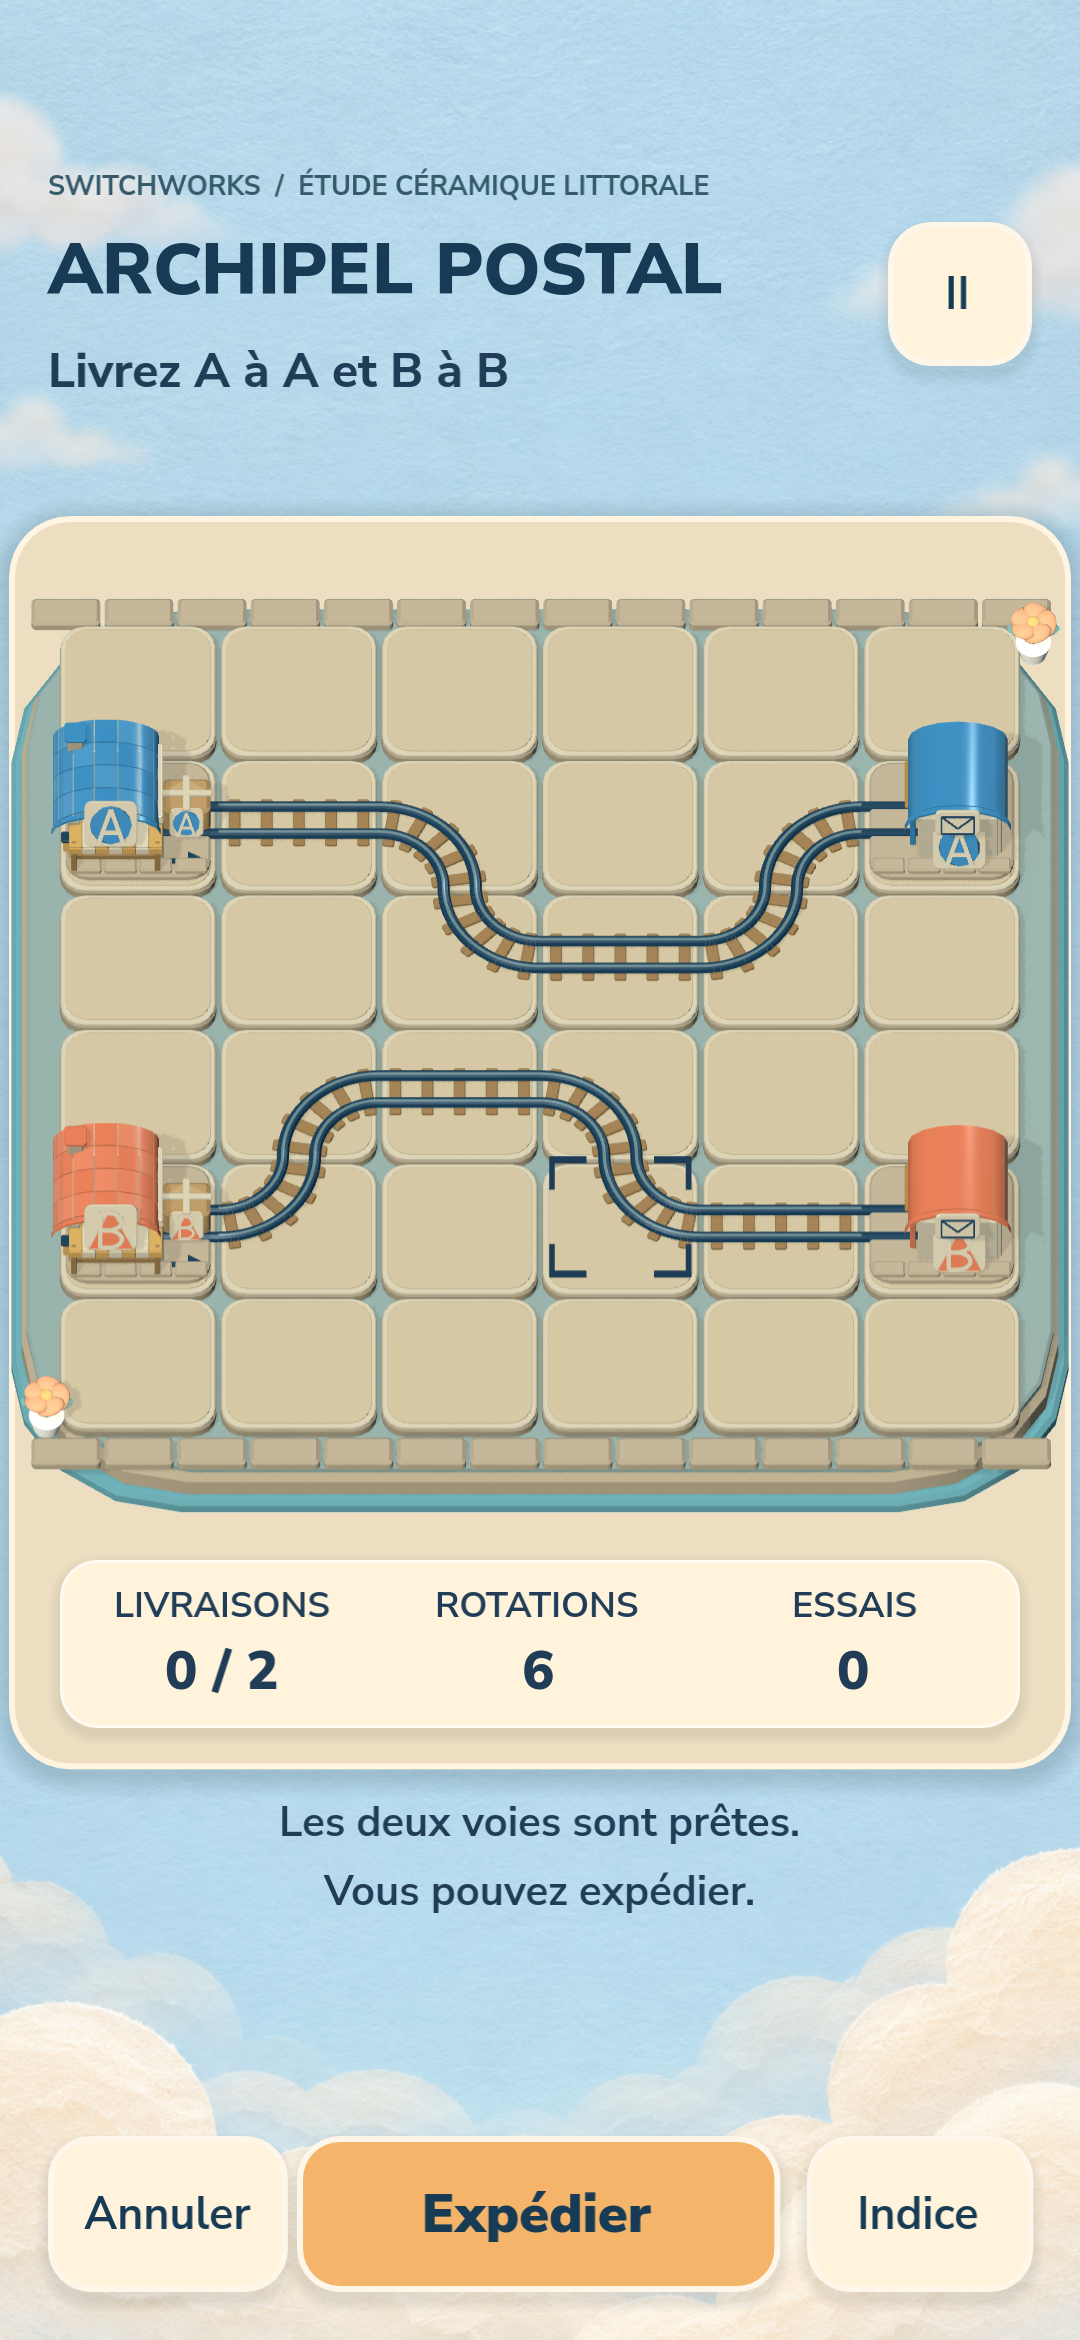 SWITCHWORKS / ÉTUDE CÉRAMIQUE LITTORALE
ARCHIPEL POSTAL
II
Livrez A à A et B à B
A
A
A
B
B
B
LIVRAISONS
ROTATIONS
ESSAIS
0 / 2
6
0
Les deux voies sont prêtes.
Vous pouvez expédier.
Annuler
Expédier
Indice